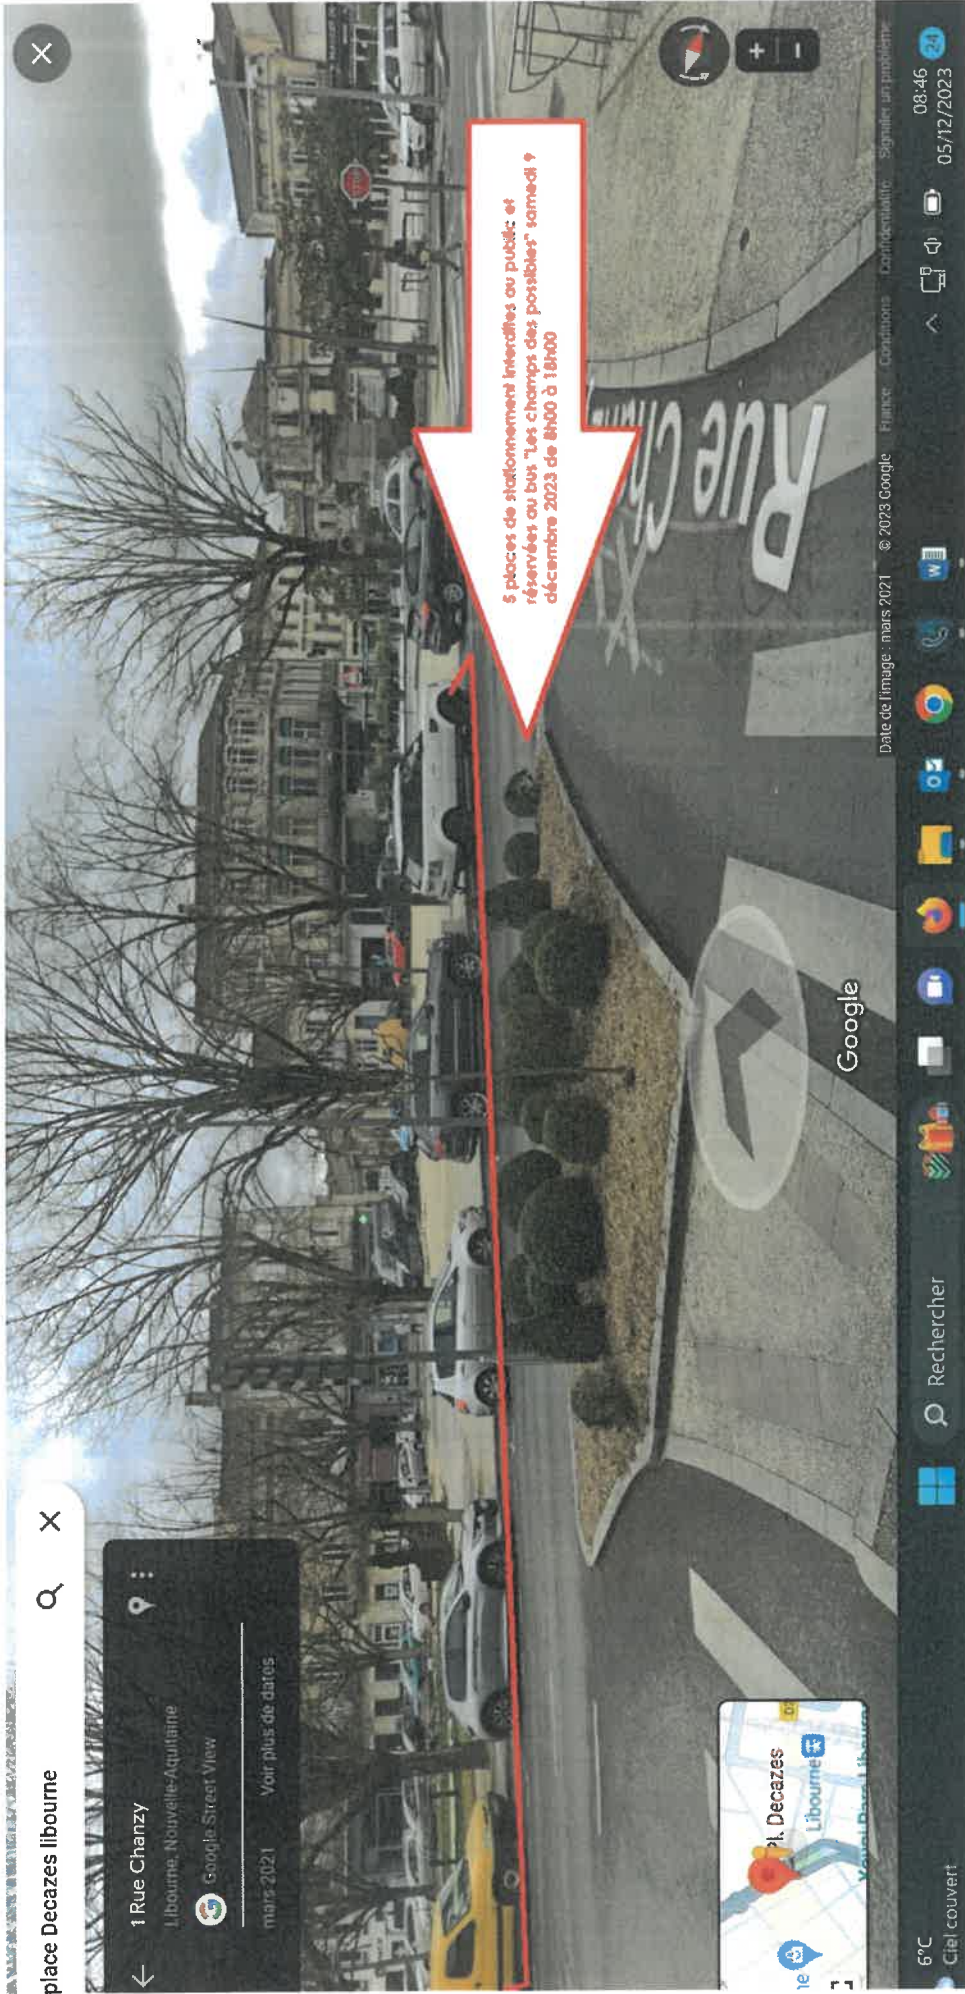 place Decazes libourne
1 Rue Chanzy
Libourne, Nouvelle-Aquitaine
Google Street View
mars 2021
Voir plus de dates
5 places de stationnement interdites au public et
réservées au bus "Les champs des possibles" samedi 9
décembre 2023 de 8h00 à 18h00
STOP
Rue Ch
Google
Pl. Decazes
Libourne
Date de l'image : mars 2021 © 2023 Google France Conditions Confidentialité Signaler un problème
6°C
Ciel couvert
Rechercher
08:46
05/12/2023
24